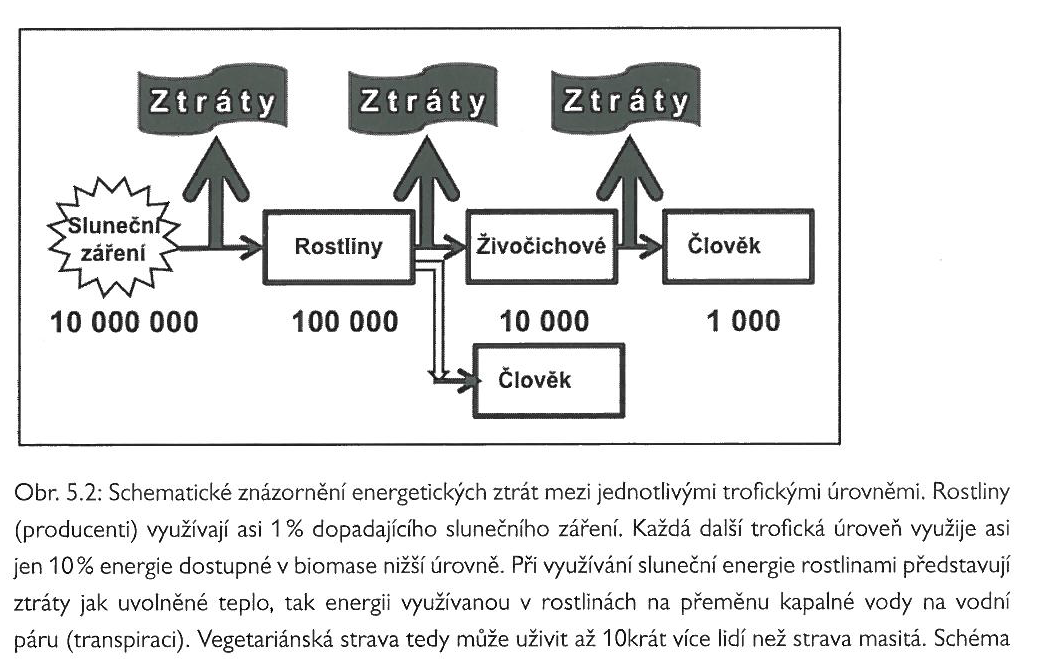 Ztráty Ztráty Ztráty
Sluneční
záření
Rostliny
Živočichové
Člověk
10 000 000 100 000 10 000 1 000
Člověk
Obr. 5.2: Schematické znázornění energetických ztrát mezi jednotlivými trofickými úrovněmi. Rostliny
(producenti) využívají asi 1 % dopadajícího slunečního záření. Každá další trofická úroveň využije asi
jen 10 % energie dostupné v biomase nižší úrovně. Při využívání sluneční energie rostlinami představují
ztráty jak uvolněné teplo, tak energii využívanou v rostlinách na přeměnu kapalné vody na vodní
páru (transpiraci). Vegetariánská strava tedy může uživit až 10krát více lidí než strava masitá. Schéma